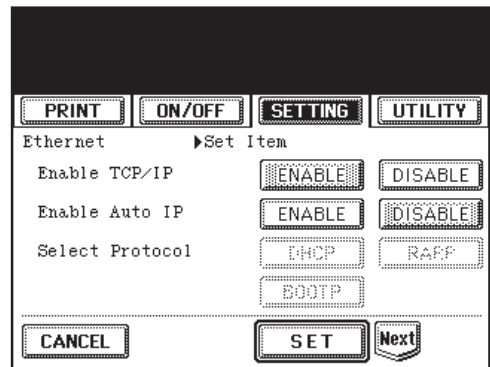 PRINT ON/OFF SETTING UTILITY
Ethernet ▶Set Item
Enable TCP/IP ENABLE DISABLE
Enable Auto IP ENABLE DISABLE
Select Protocol DHCP RARP
BOOTP
CANCEL SET Next